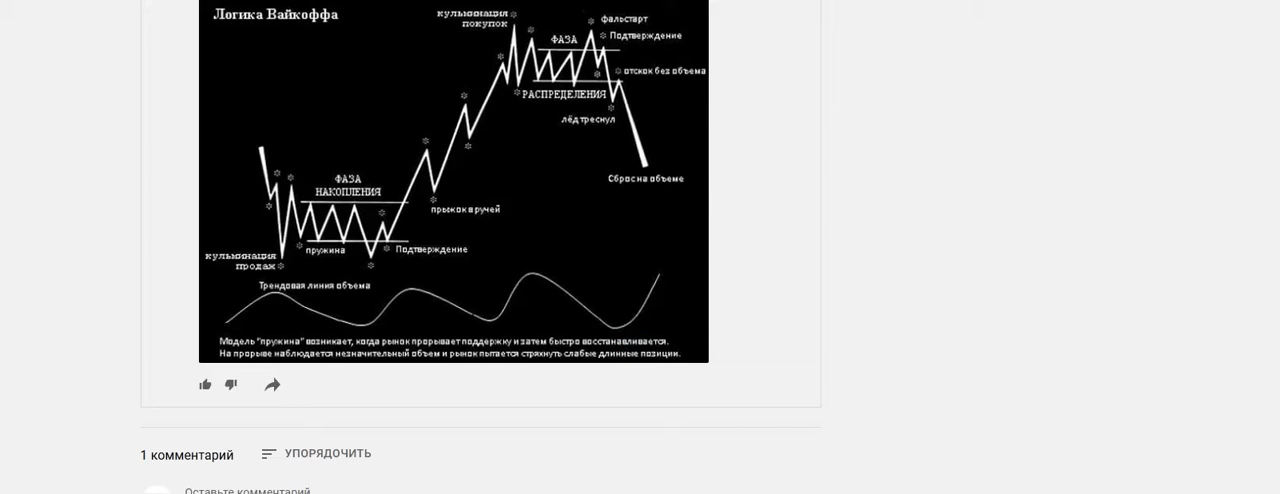 Логика Вайкоффа
кульминация
покупок
фальстарт
ФАЗА
Подтверждение
отскок без объема
РАСПРЕДЕЛЕНИЯ
лёд треснул
Сброс на объеме
ФАЗА
НАКОПЛЕНИЯ
прыжок в ручей
пружина
Подтверждение
кульминация
продаж
Трендовая линия объема
Модель "пружина" возникает, когда рынок прорывает поддержку и затем быстро восстанавливается.
На прорыве наблюдается незначительный объем и рынок пытается стряхнуть слабые длинные позиции.
1 комментарий
УПОРЯДОЧИТЬ
Оставьте комментарий